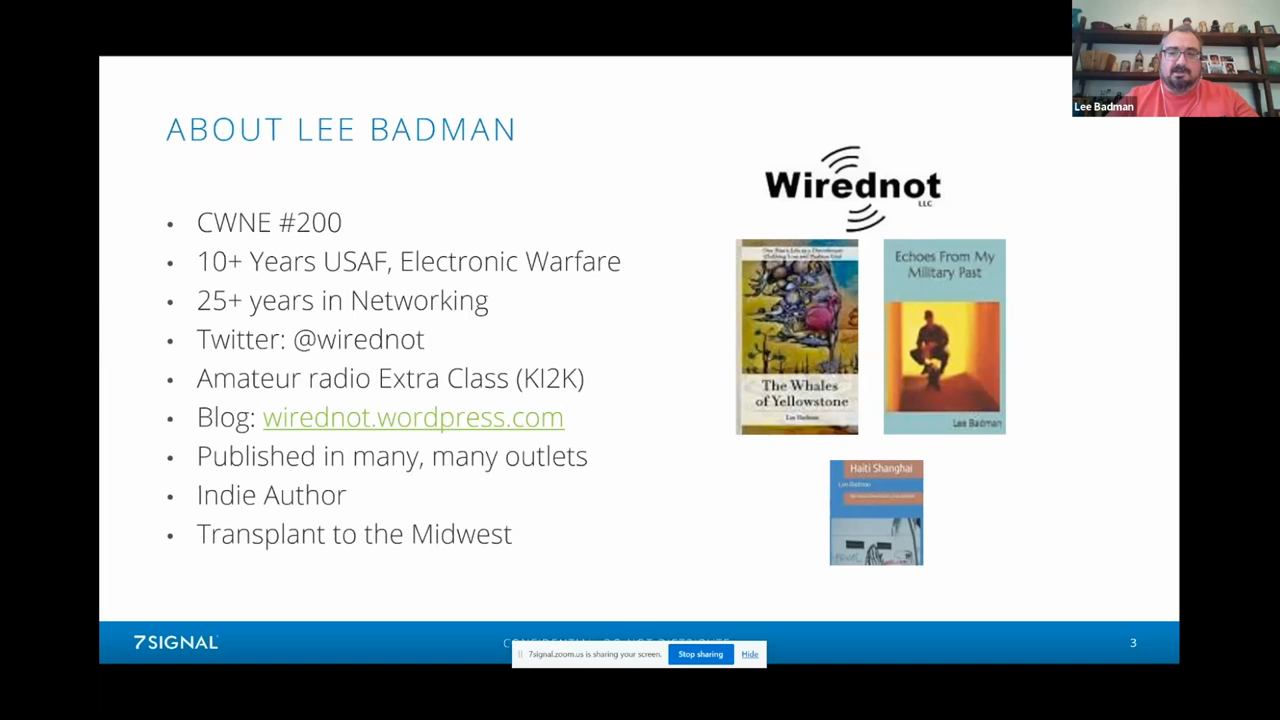 Lee Badman
ABOUT LEE BADMAN
• CWNE #200
• 10+ Years USAF, Electronic Warfare
• 25+ years in Networking
• Twitter: @wirednot
• Amateur radio Extra Class (KI2K)
• Blog: wirednot.wordpress.com
• Published in many, many outlets
• Indie Author
• Transplant to the Midwest
Wirednot
LLC
The Whales
of Yellowstone
Lee Badman
Echoes From My
Military Past
Lee Badman
Haiti Shanghai
Lee Badman
7SIGNAL
3
7signal.zoom.us is sharing your screen.
Stop sharing
Hide